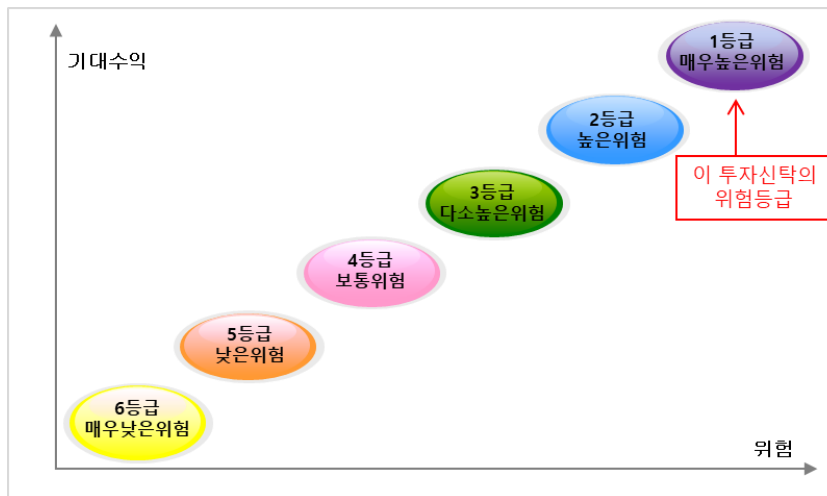 기대수익
1등급
매우높은위험
2등급
높은위험
이 투자신탁의
위험등급
3등급
다소높은위험
4등급
보통위험
5등급
낮은위험
6등급
매우낮은위험
위험